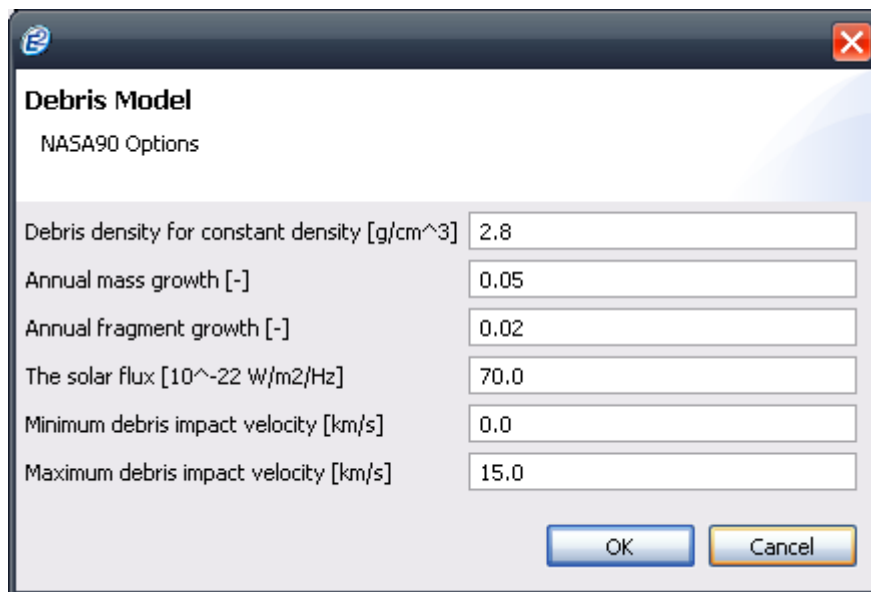 Debris Model
NASA90 Options
Debris density for constant density [g/cm^3] 2.8
Annual mass growth [-] 0.05
Annual fragment growth [-] 0.02
The solar flux [10^-22 W/m2/Hz] 70.0
Minimum debris impact velocity [km/s] 0.0
Maximum debris impact velocity [km/s] 15.0
OK Cancel